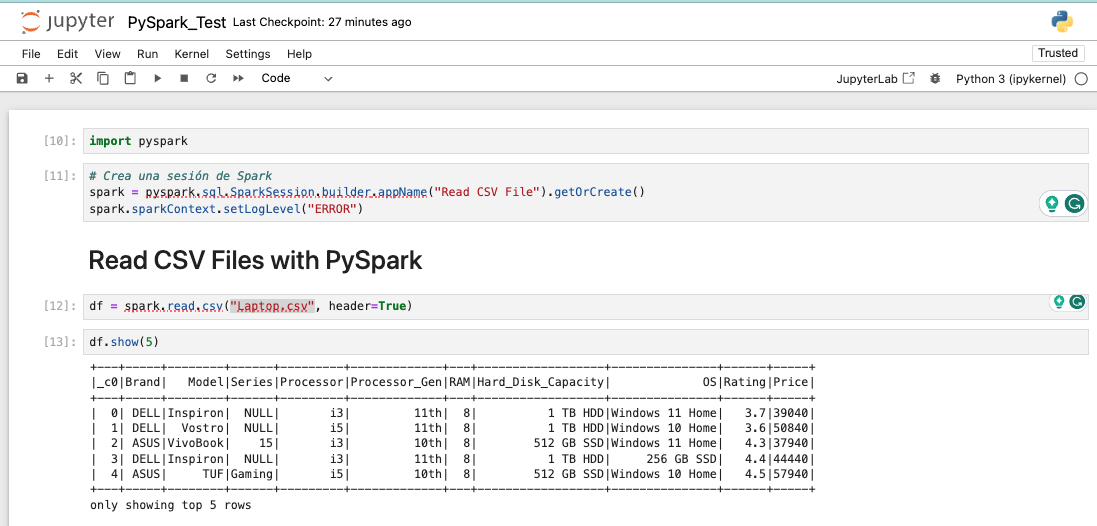 jupyter PySpark_Test Last Checkpoint: 27 minutes ago
File Edit View Run Kernel Settings Help Trusted
Code JupyterLab Python 3 (ipykernel)
[10]: import pyspark
[11]: # Crea una sesión de Spark
spark = pyspark.sql.SparkSession.builder.appName("Read CSV File").getOrCreate()
spark.sparkContext.setLogLevel("ERROR")
Read CSV Files with PySpark
[12]: df = spark.read.csv("Laptop.csv", header=True)
[13]: df.show(5)
+---+-----+--------+------+---------+-------------+---+------------------+---------------+------+-----+
|_c0|Brand|   Model|Series|Processor|Processor_Gen|RAM|Hard_Disk_Capacity|             OS|Rating|Price|
+---+-----+--------+------+---------+-------------+---+------------------+---------------+------+-----+
|  0| DELL|Inspiron|  NULL|       i3|         11th|  8|          1 TB HDD|Windows 11 Home|   3.7|39040|
|  1| DELL|  Vostro|  NULL|       i5|         11th|  8|          1 TB HDD|Windows 10 Home|   3.6|50840|
|  2| ASUS|VivoBook|    15|       i3|         10th|  8|        512 GB SSD|Windows 11 Home|   4.3|37940|
|  3| DELL|Inspiron|  NULL|       i3|         11th|  8|          1 TB HDD|     256 GB SSD|   4.4|44440|
|  4| ASUS|     TUF|Gaming|       i5|         10th|  8|        512 GB SSD|Windows 10 Home|   4.5|57940|
+---+-----+--------+------+---------+-------------+---+------------------+---------------+------+-----+
only showing top 5 rows